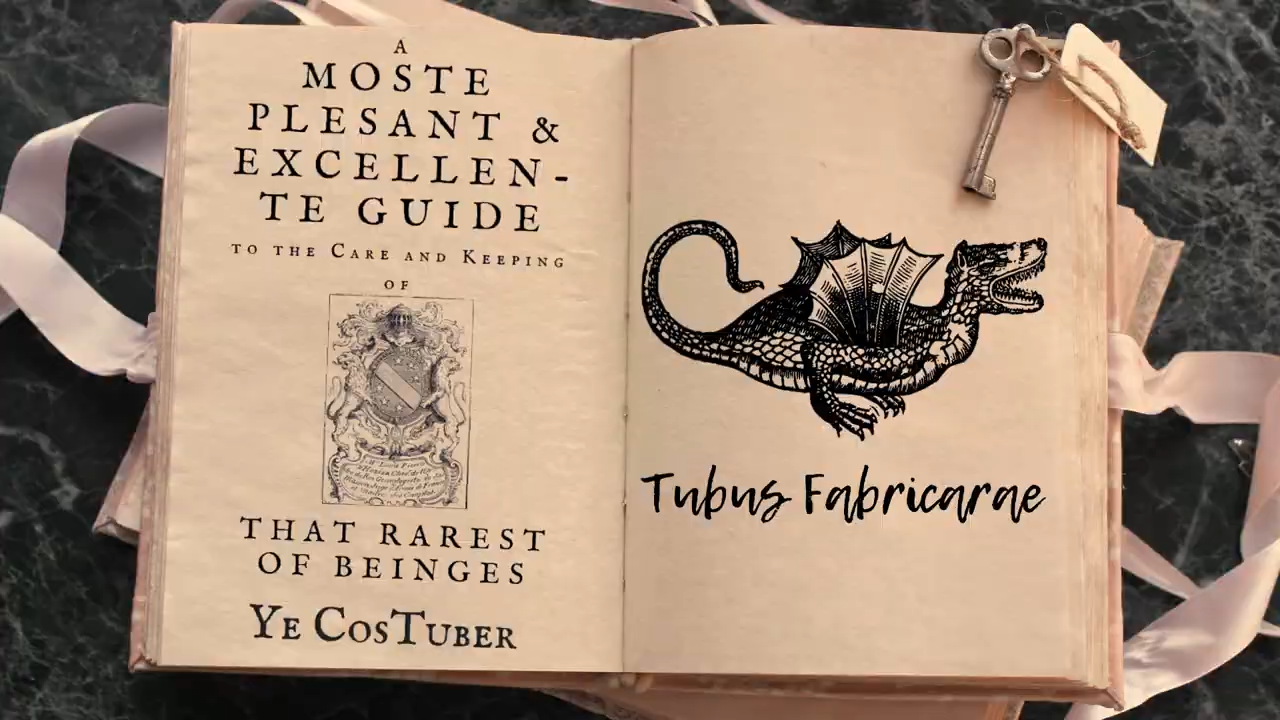 A
MOSTE
PLESANT &
EXCELLEN-
TE GUIDE
TO THE CARE AND KEEPING
OF
THAT RAREST
OF BEINGES
YE COSTUBER
Tubus Fabricarae